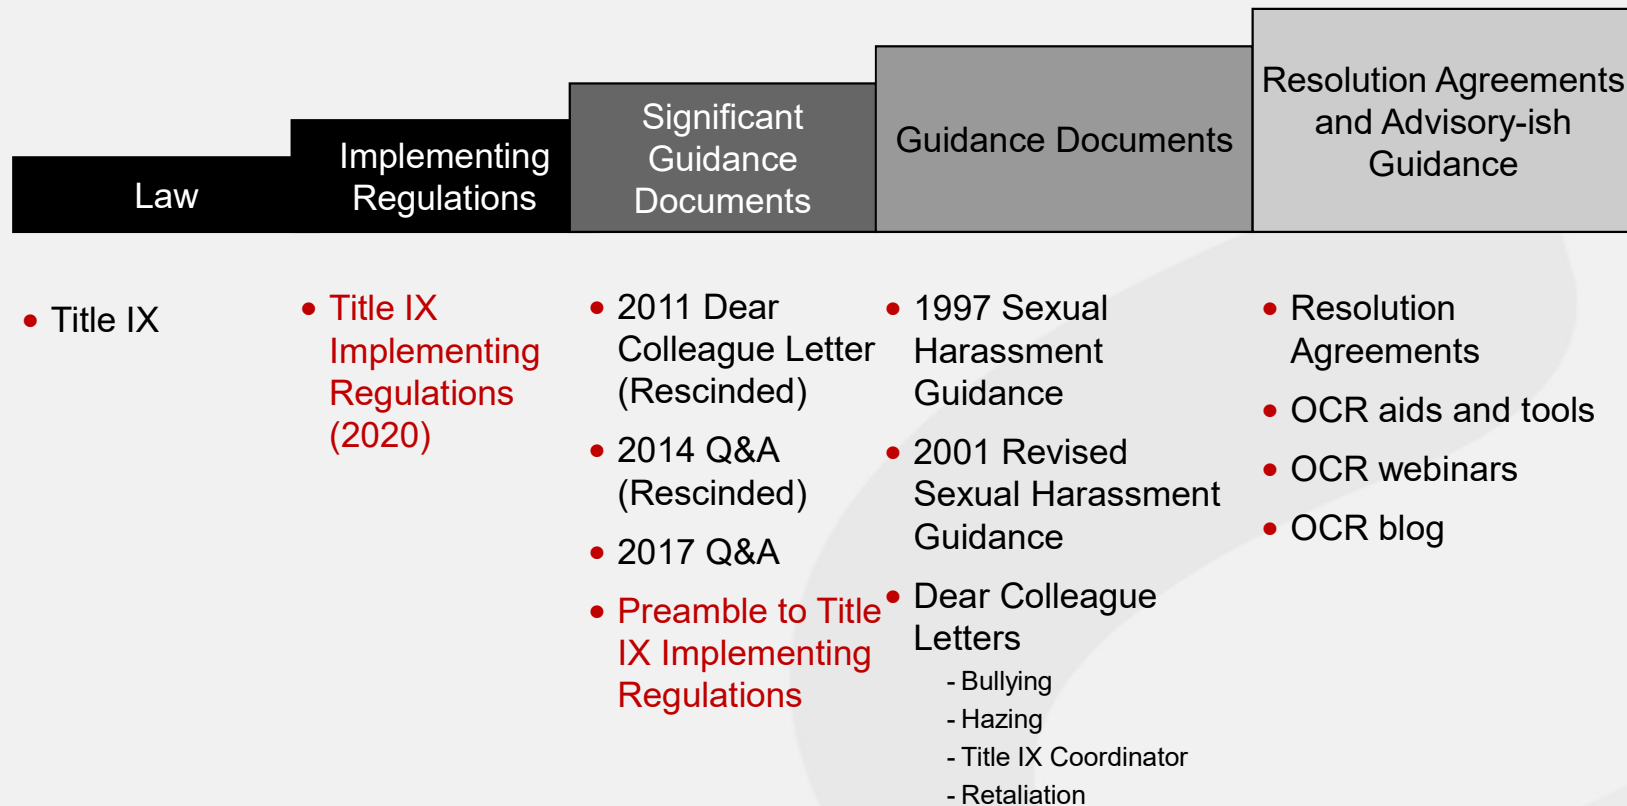 Law
Implementing
Regulations
Significant
Guidance
Documents
Guidance Documents
Resolution Agreements
and Advisory-ish
Guidance
• Title IX
• Title IX
Implementing
Regulations
(2020)
• 2011 Dear
Colleague Letter
(Rescinded)
• 2014 Q&A
(Rescinded)
• 2017 Q&A
• Preamble to Title
IX Implementing
Regulations
• 1997 Sexual
Harassment
Guidance
• 2001 Revised
Sexual Harassment
Guidance
• Dear Colleague
Letters
- Bullying
- Hazing
- Title IX Coordinator
- Retaliation
• Resolution
Agreements
• OCR aids and tools
• OCR webinars
• OCR blog